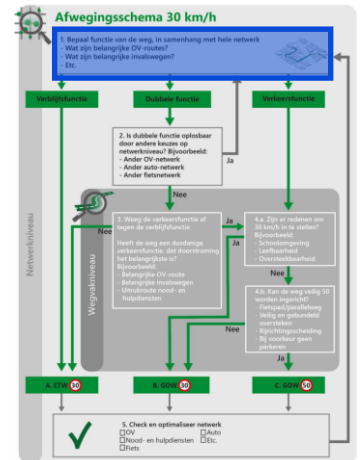 Afwegingsschema 30 km/h
1. Bepaal functie van de weg, in samenhang met hele netwerk
- Wat zijn belangrijke OV-routes?
- Wat zijn belangrijke invalswegen?
- Etc.
Verblijfsfunctie
Dubbele functie
Verkeersfunctie
2. Is dubbele functie oplosbaar
door andere keuzes op
netwerkniveau? Bijvoorbeeld:
- Ander OV-netwerk
- Ander auto-netwerk
- Ander fietsnetwerk
Ja
Nee
Netwerkniveau
Wegvakniveau
3. Weeg de verkeersfunctie af
tegen de verblijfsfunctie
Heeft de weg een dusdanige
verkeersfunctie, dat doorstroming
het belangrijkste is?
Bijvoorbeeld:
- Belangrijke OV-route
- Belangrijke invalswegen
- Uitrukroute nood- en
hulpdiensten
Nee
Ja
Ja
4.a. Zijn er redenen om
30 km/h in te stellen?
Bijvoorbeeld:
- Schoolomgeving
- Leefbaarheid
- Oversteekbaarheid
Nee
4.b. Kan de weg veilig 50
worden ingericht?
- Fietspad/parallelweg
- Veilig en gebundeld
oversteken
- Rijrichtingscheiding
- Bij voorkeur geen
parkeren
Nee
Ja
A. ETW 30
B. GOW 30
C. GOW 50
5. Check en optimaliseer netwerk
OV
Auto
Nood- en hulpdiensten
Etc.
Fiets